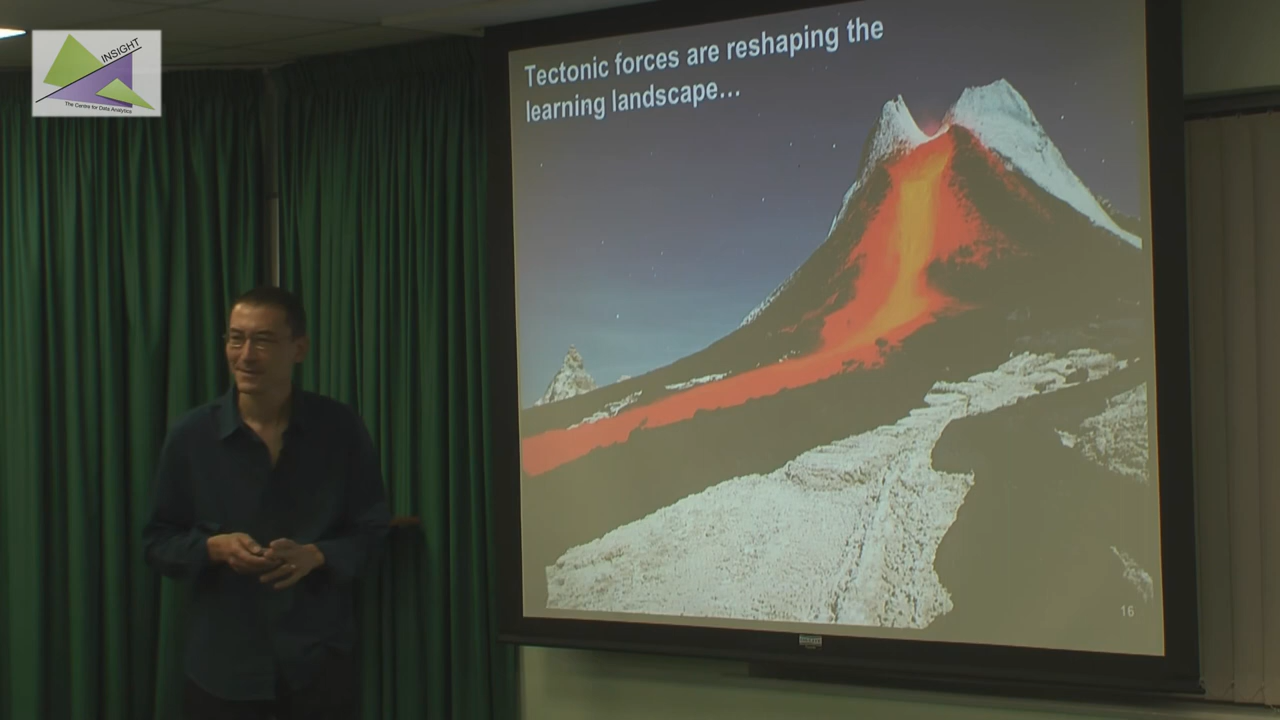 INSIGHT
The Centre for Data Analytics
Tectonic forces are reshaping the
learning landscape…
16